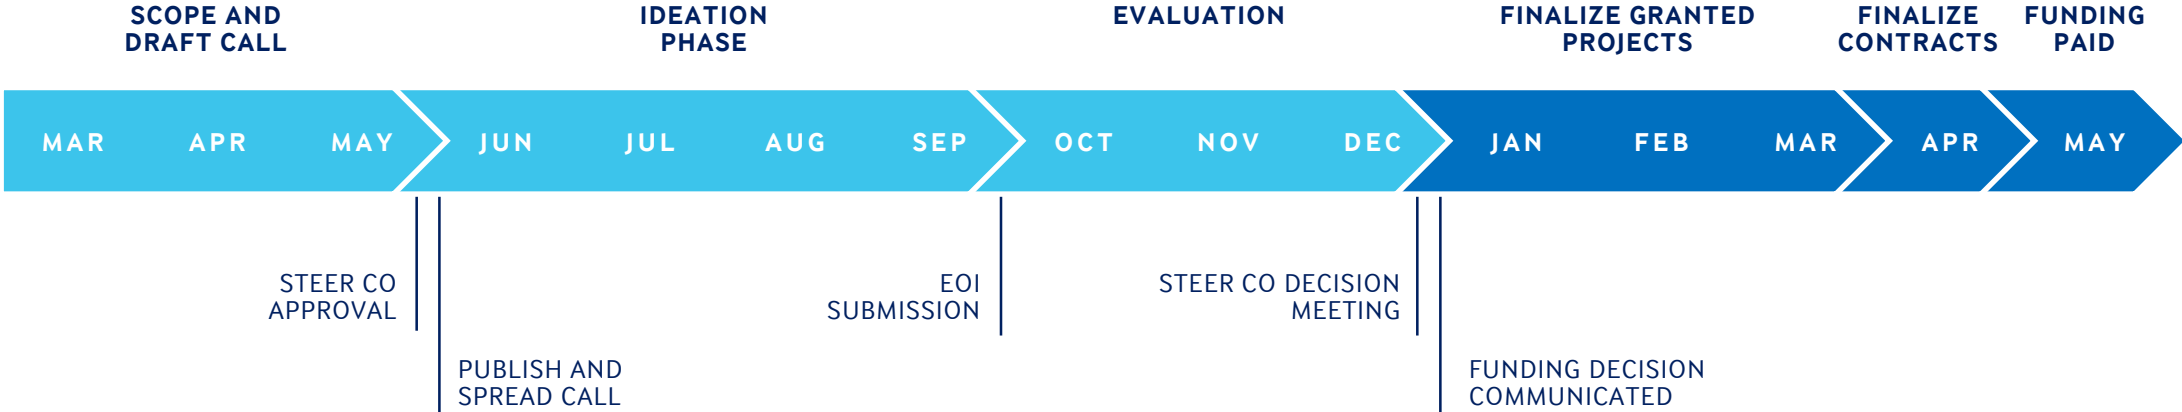 SCOPE AND
DRAFT CALL
IDEATION
PHASE
EVALUATION
FINALIZE GRANTED
PROJECTS
FINALIZE
CONTRACTS
FUNDING
PAID
MAR APR MAY JUN JUL AUG SEP OCT NOV DEC JAN FEB MAR APR MAY
STEER CO
APPROVAL
EOI
SUBMISSION
STEER CO DECISION
MEETING
PUBLISH AND
SPREAD CALL
FUNDING DECISION
COMMUNICATED